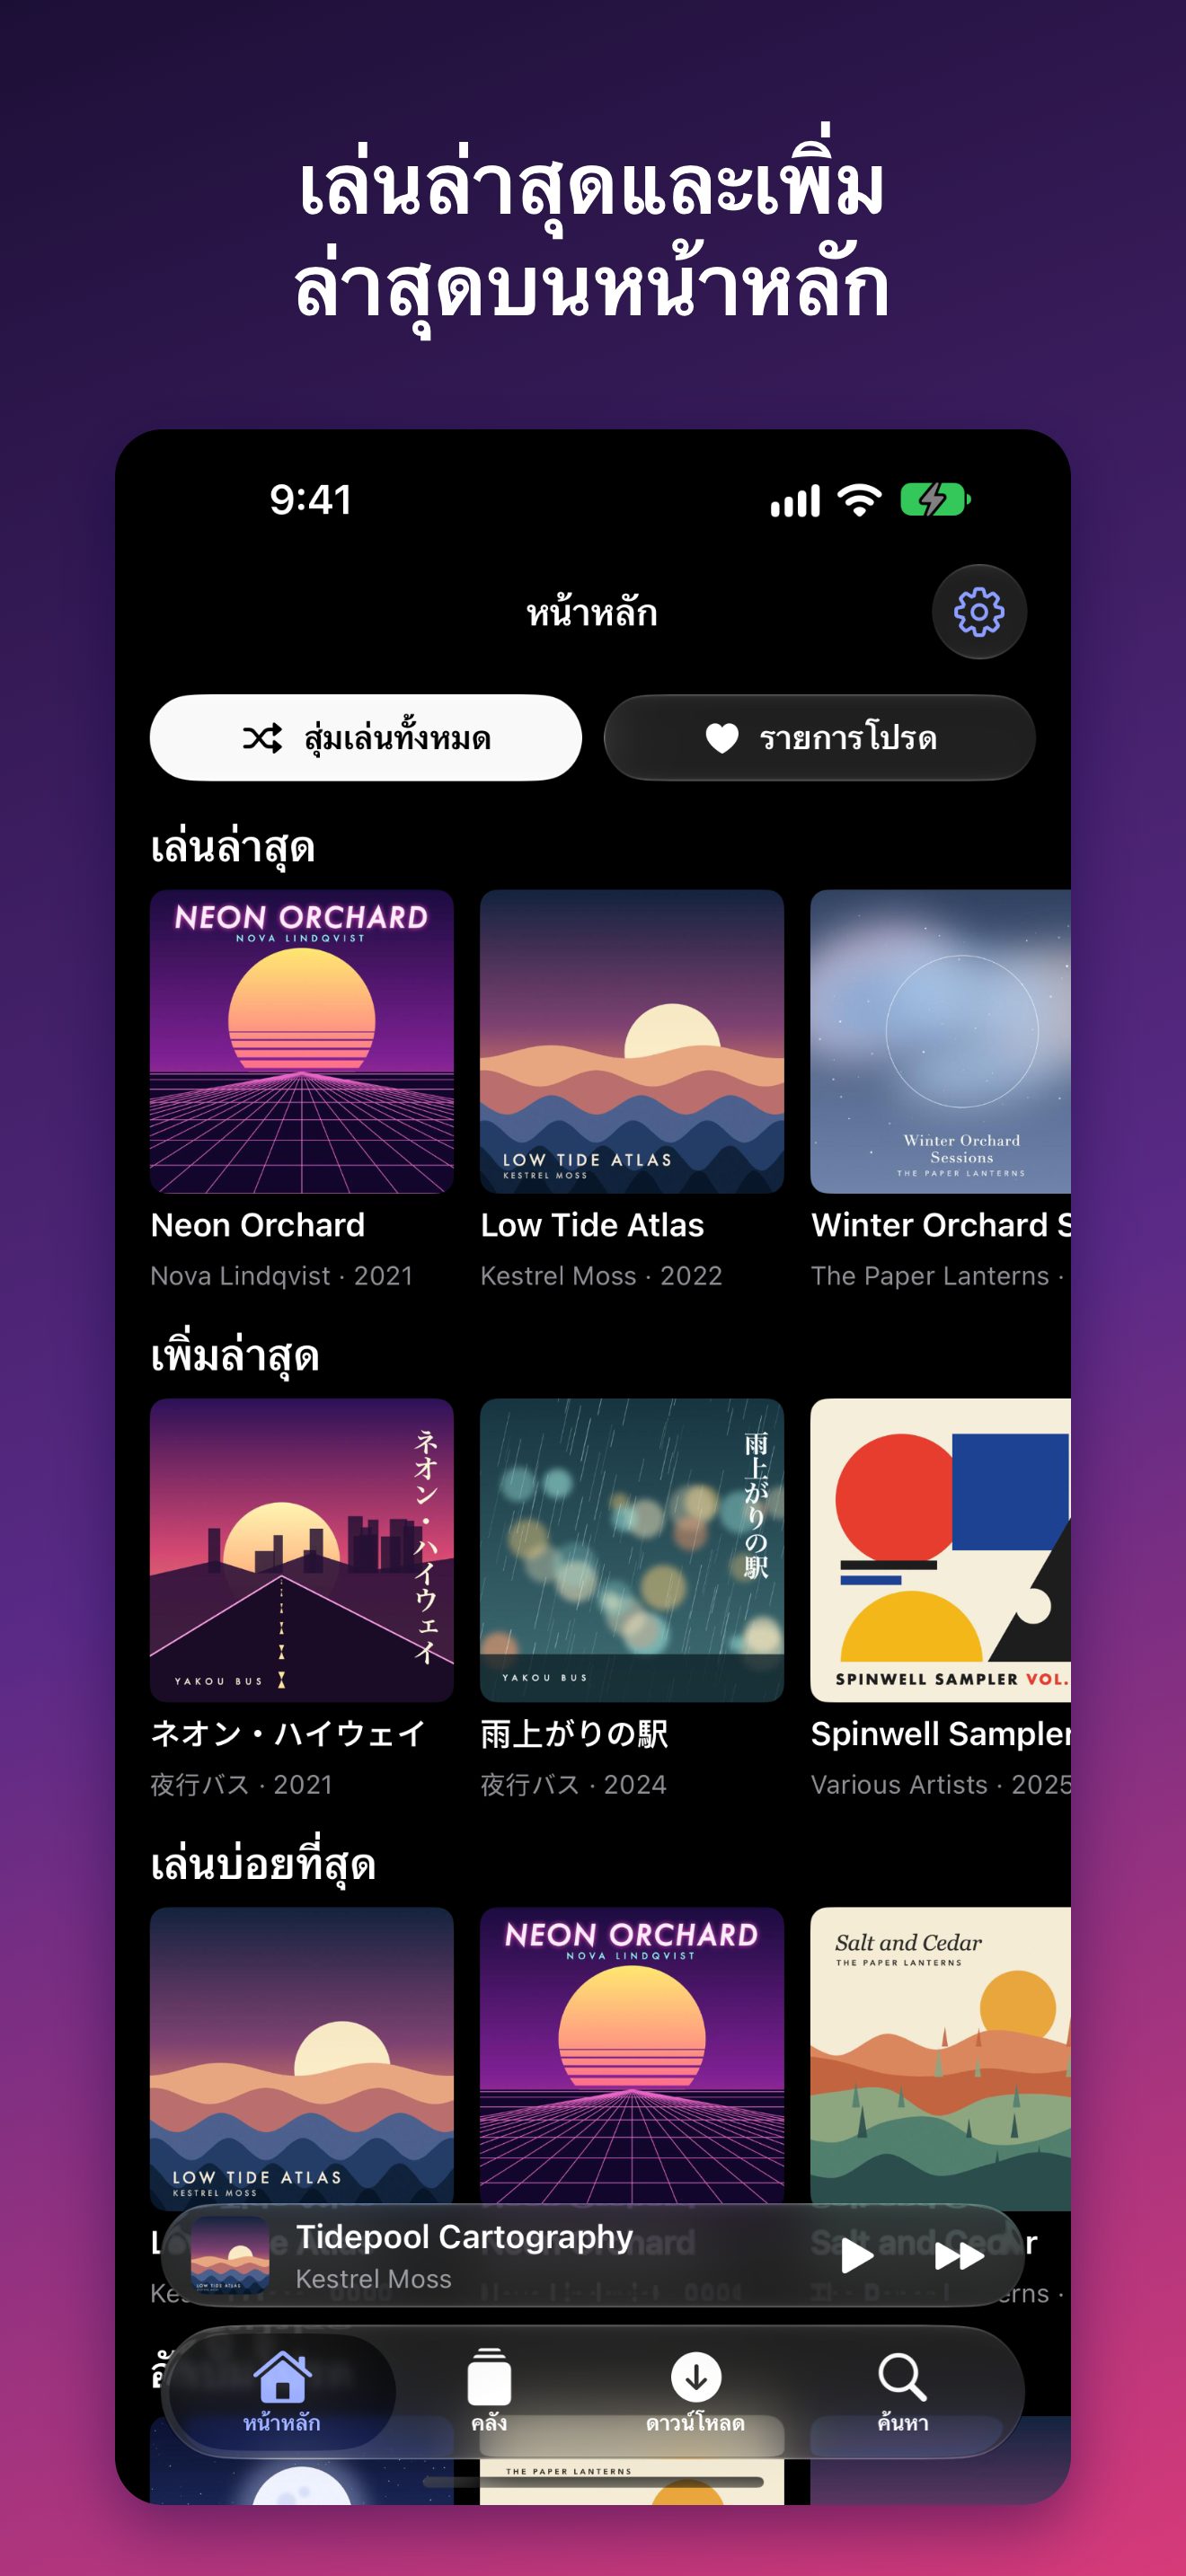 เล่นล่าสุดและเพิ่ม
ล่าสุดบนหน้าหลัก
9:41
หน้าหลัก
สุ่มเล่นทั้งหมด
รายการโปรด
เล่นล่าสุด
NEON ORCHARD
NOVA LINDQVIST
LOW TIDE ATLAS
KESTREL MOSS
Winter Orchard
Sessions
THE PAPER LANTERNS
Neon Orchard
Low Tide Atlas
Winter Orchard S
Nova Lindqvist · 2021
Kestrel Moss · 2022
The Paper Lanterns ·
เพิ่มล่าสุด
ネオン・ハイウェイ
YAKOU BUS
雨上がりの駅
YAKOU BUS
SPINWELL SAMPLER VOL.
ネオン・ハイウェイ
雨上がりの駅
Spinwell Sampler
夜行バス · 2021
夜行バス · 2024
Various Artists · 2025
เล่นบ่อยที่สุด
LOW TIDE ATLAS
KESTREL MOSS
NEON ORCHARD
NOVA LINDQVIST
Salt and Cedar
THE PAPER LANTERNS
Salt and Cedar
Tidepool Cartography
Kestrel Moss
หน้าหลัก
คลัง
ดาวน์โหลด
ค้นหา
THE PAPER LANTERNS